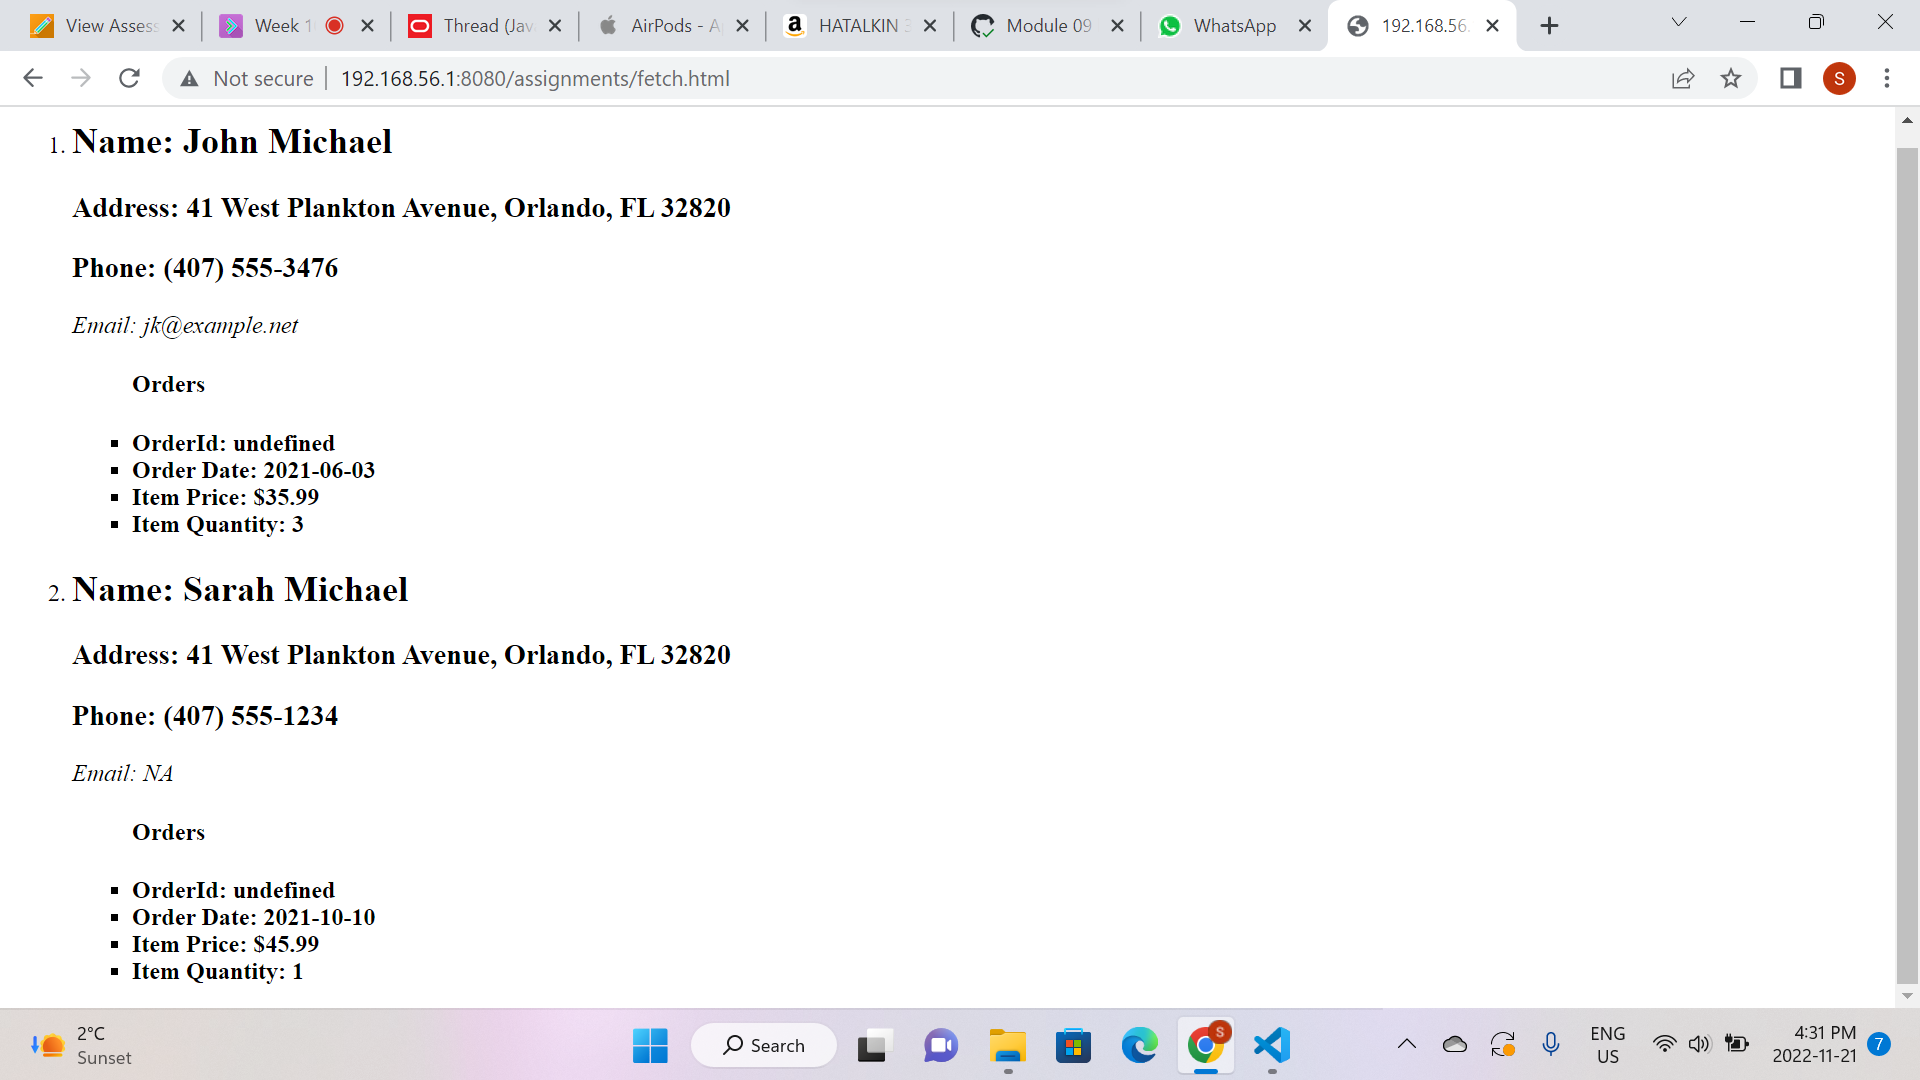 View Assess
Week 1
Thread (Jav
AirPods - A
HATALKIN 3
Module 09
WhatsApp
192.168.56.
Not secure
192.168.56.1:8080/assignments/fetch.html
S
1. Name: John Michael
Address: 41 West Plankton Avenue, Orlando, FL 32820
Phone: (407) 555-3476
Email: jk@example.net
Orders
OrderId: undefined
Order Date: 2021-06-03
Item Price: $35.99
Item Quantity: 3
2. Name: Sarah Michael
Address: 41 West Plankton Avenue, Orlando, FL 32820
Phone: (407) 555-1234
Email: NA
Orders
OrderId: undefined
Order Date: 2021-10-10
Item Price: $45.99
Item Quantity: 1
2°C
Sunset
Search
S
ENG
US
4:31 PM
2022-11-21
7